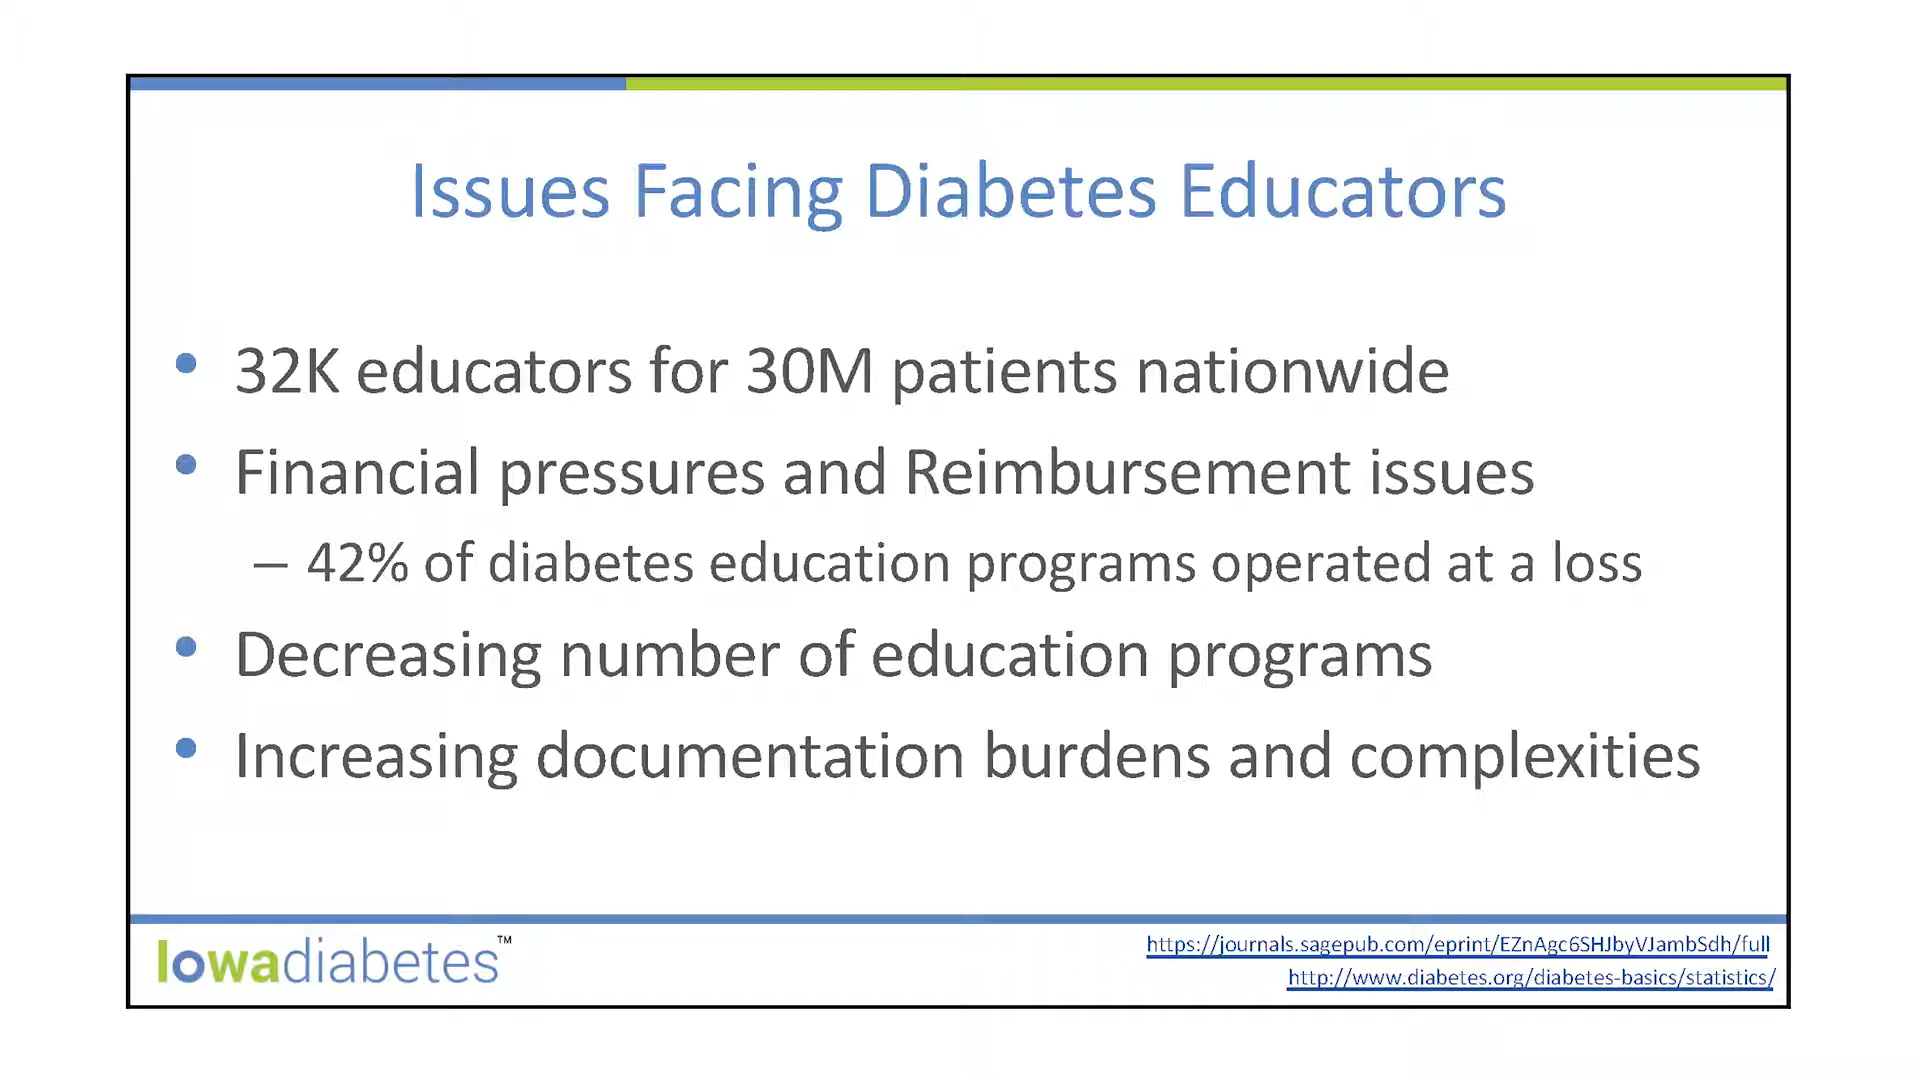 Issues Facing Diabetes Educators
• 32K educators for 30M patients nationwide
• Financial pressures and Reimbursement issues
– 42% of diabetes education programs operated at a loss
• Decreasing number of education programs
• Increasing documentation burdens and complexities
Iowadiabetes™
https://journals.sagepub.com/eprint/EZnAgc6SHJbyVJambSdh/full
http://www.diabetes.org/diabetes-basics/statistics/